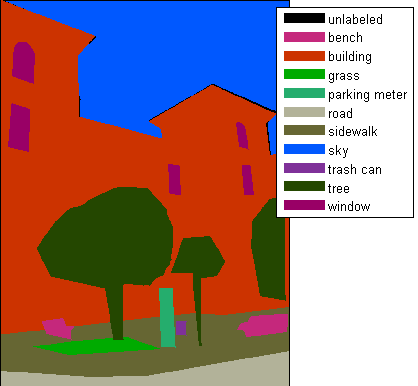 unlabeled
bench
building
grass
parking meter
road
sidewalk
sky
trash can
tree
window